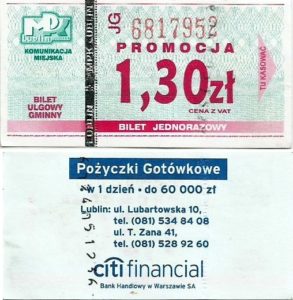 MPK
lublin
KOMUNIKACJA
MIEJSKA
BILET
ULGOWY
GMINNY
JG
6817952
PROMOCJA
1,30 zł
CENA Z VAT
BILET JEDNORAZOWY
TU KASOWAĆ
Pożyczki Gotówkowe
w 1 dzień • do 60 000 zł
Lublin: ul. Lubartowska 10,
tel. (081) 534 84 08
ul. T. Zana 41,
tel. (081) 528 92 60
citi financial
Bank Handlowy w Warszawie SA